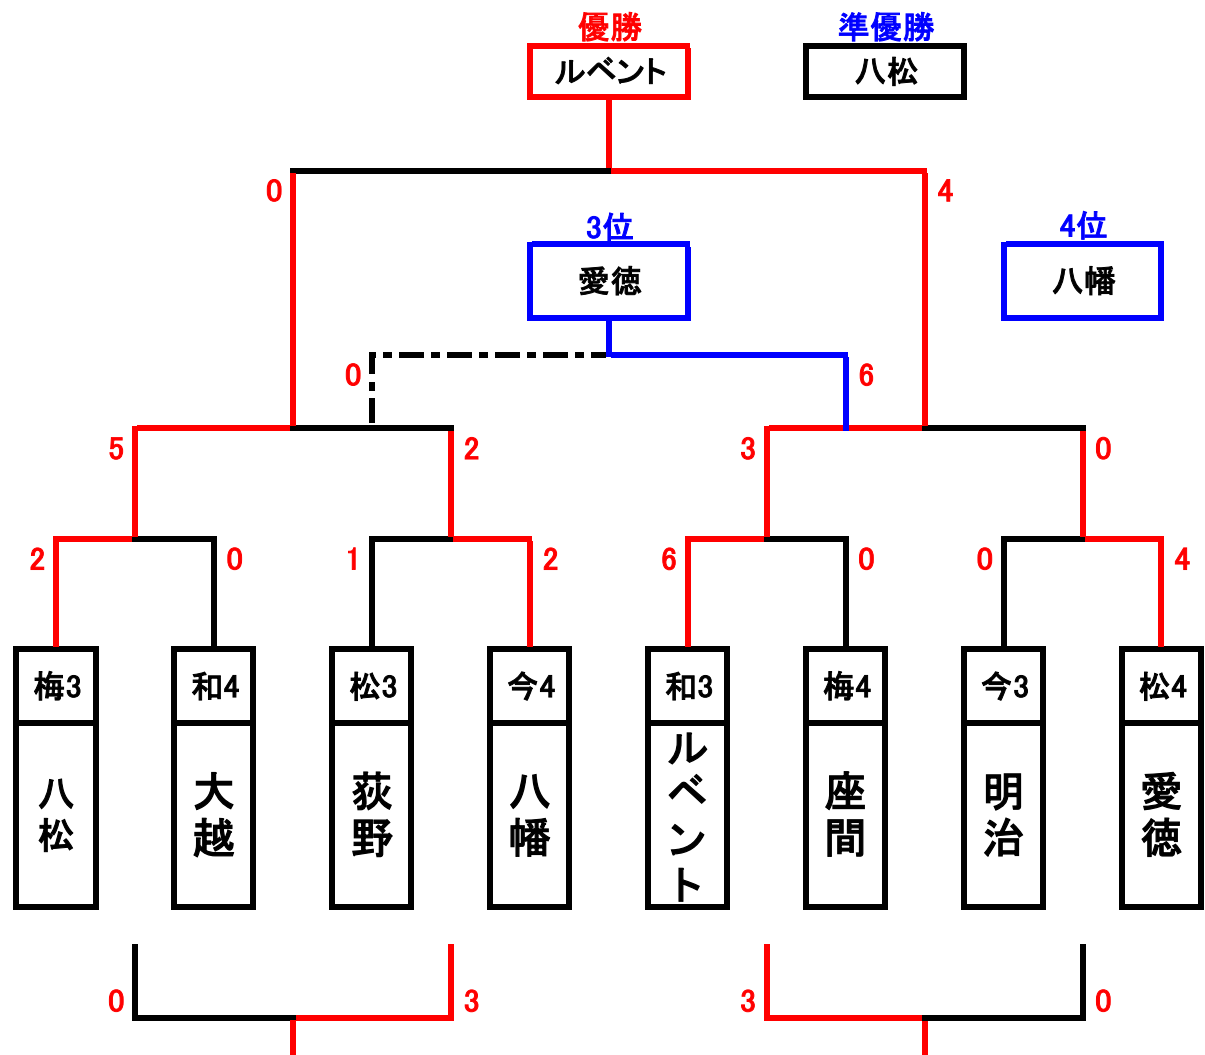 優勝 準優勝
ルベント 八松
0 4
3位 4位
愛徳 八幡
0 6
5 2 3 0
2 0 1 2 6 0 0 4
梅3 和4 松3 今4 和3 梅4 今3 松4
八松 大越 荻野 八幡 ルベント 座間 明治 愛徳
0 3 3 0